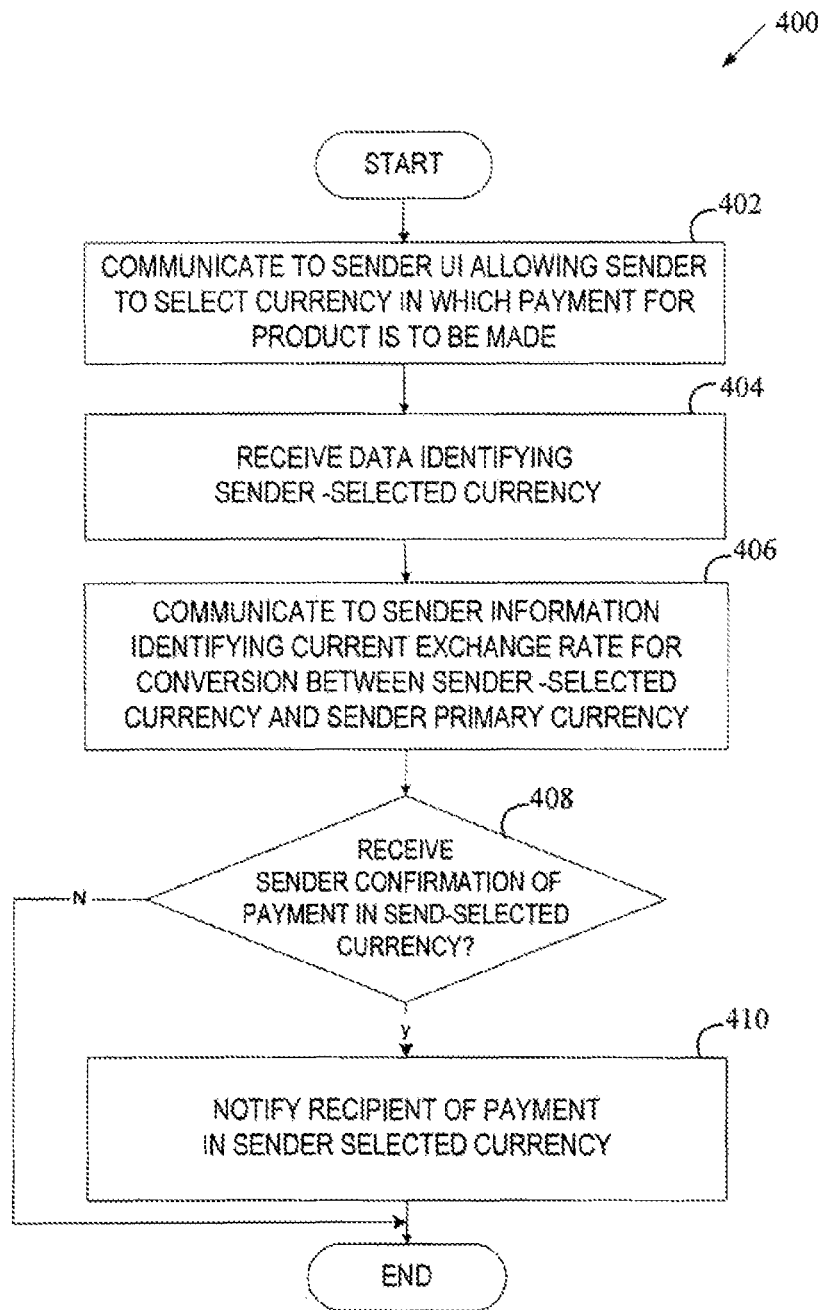 400
START
402
COMMUNICATE TO SENDER UI ALLOWING SENDER
TO SELECT CURRENCY IN WHICH PAYMENT FOR
PRODUCT IS TO BE MADE
404
RECEIVE DATA IDENTIFYING
SENDER -SELECTED CURRENCY
406
COMMUNICATE TO SENDER INFORMATION
IDENTIFYING CURRENT EXCHANGE RATE FOR
CONVERSION BETWEEN SENDER -SELECTED
CURRENCY AND SENDER PRIMARY CURRENCY
408
RECEIVE
SENDER CONFIRMATION OF
PAYMENT IN SEND-SELECTED
CURRENCY?
N
y
410
NOTIFY RECIPIENT OF PAYMENT
IN SENDER SELECTED CURRENCY
END